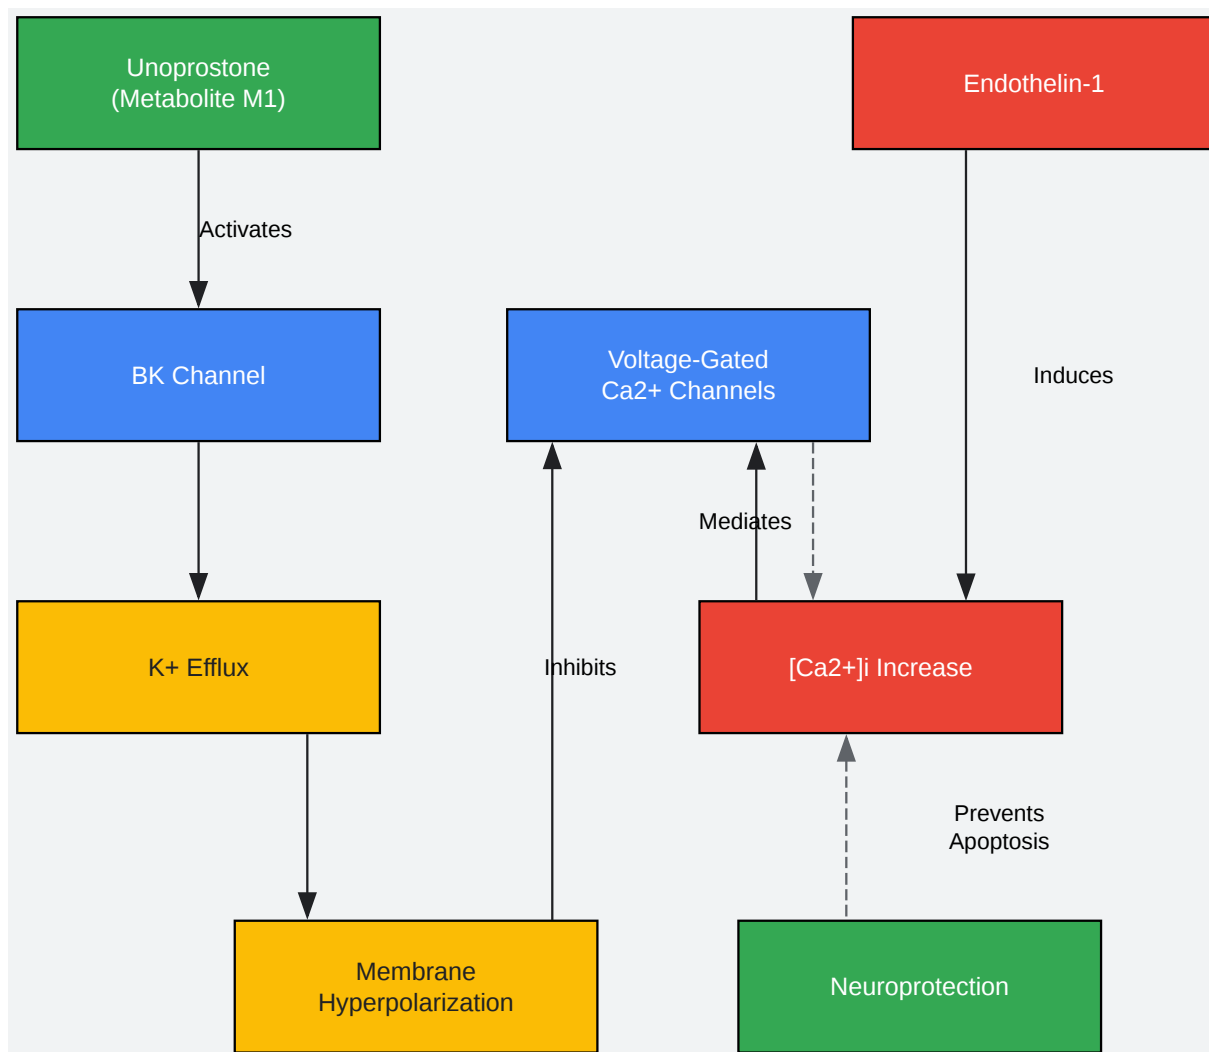 Unoprostone
(Metabolite M1)
Endothelin-1
Activates
BK Channel
Voltage-Gated
Ca2+ Channels
Induces
Mediates
K+ Efflux
Inhibits
[Ca2+]i Increase
Prevents
Apoptosis
Membrane
Hyperpolarization
Neuroprotection